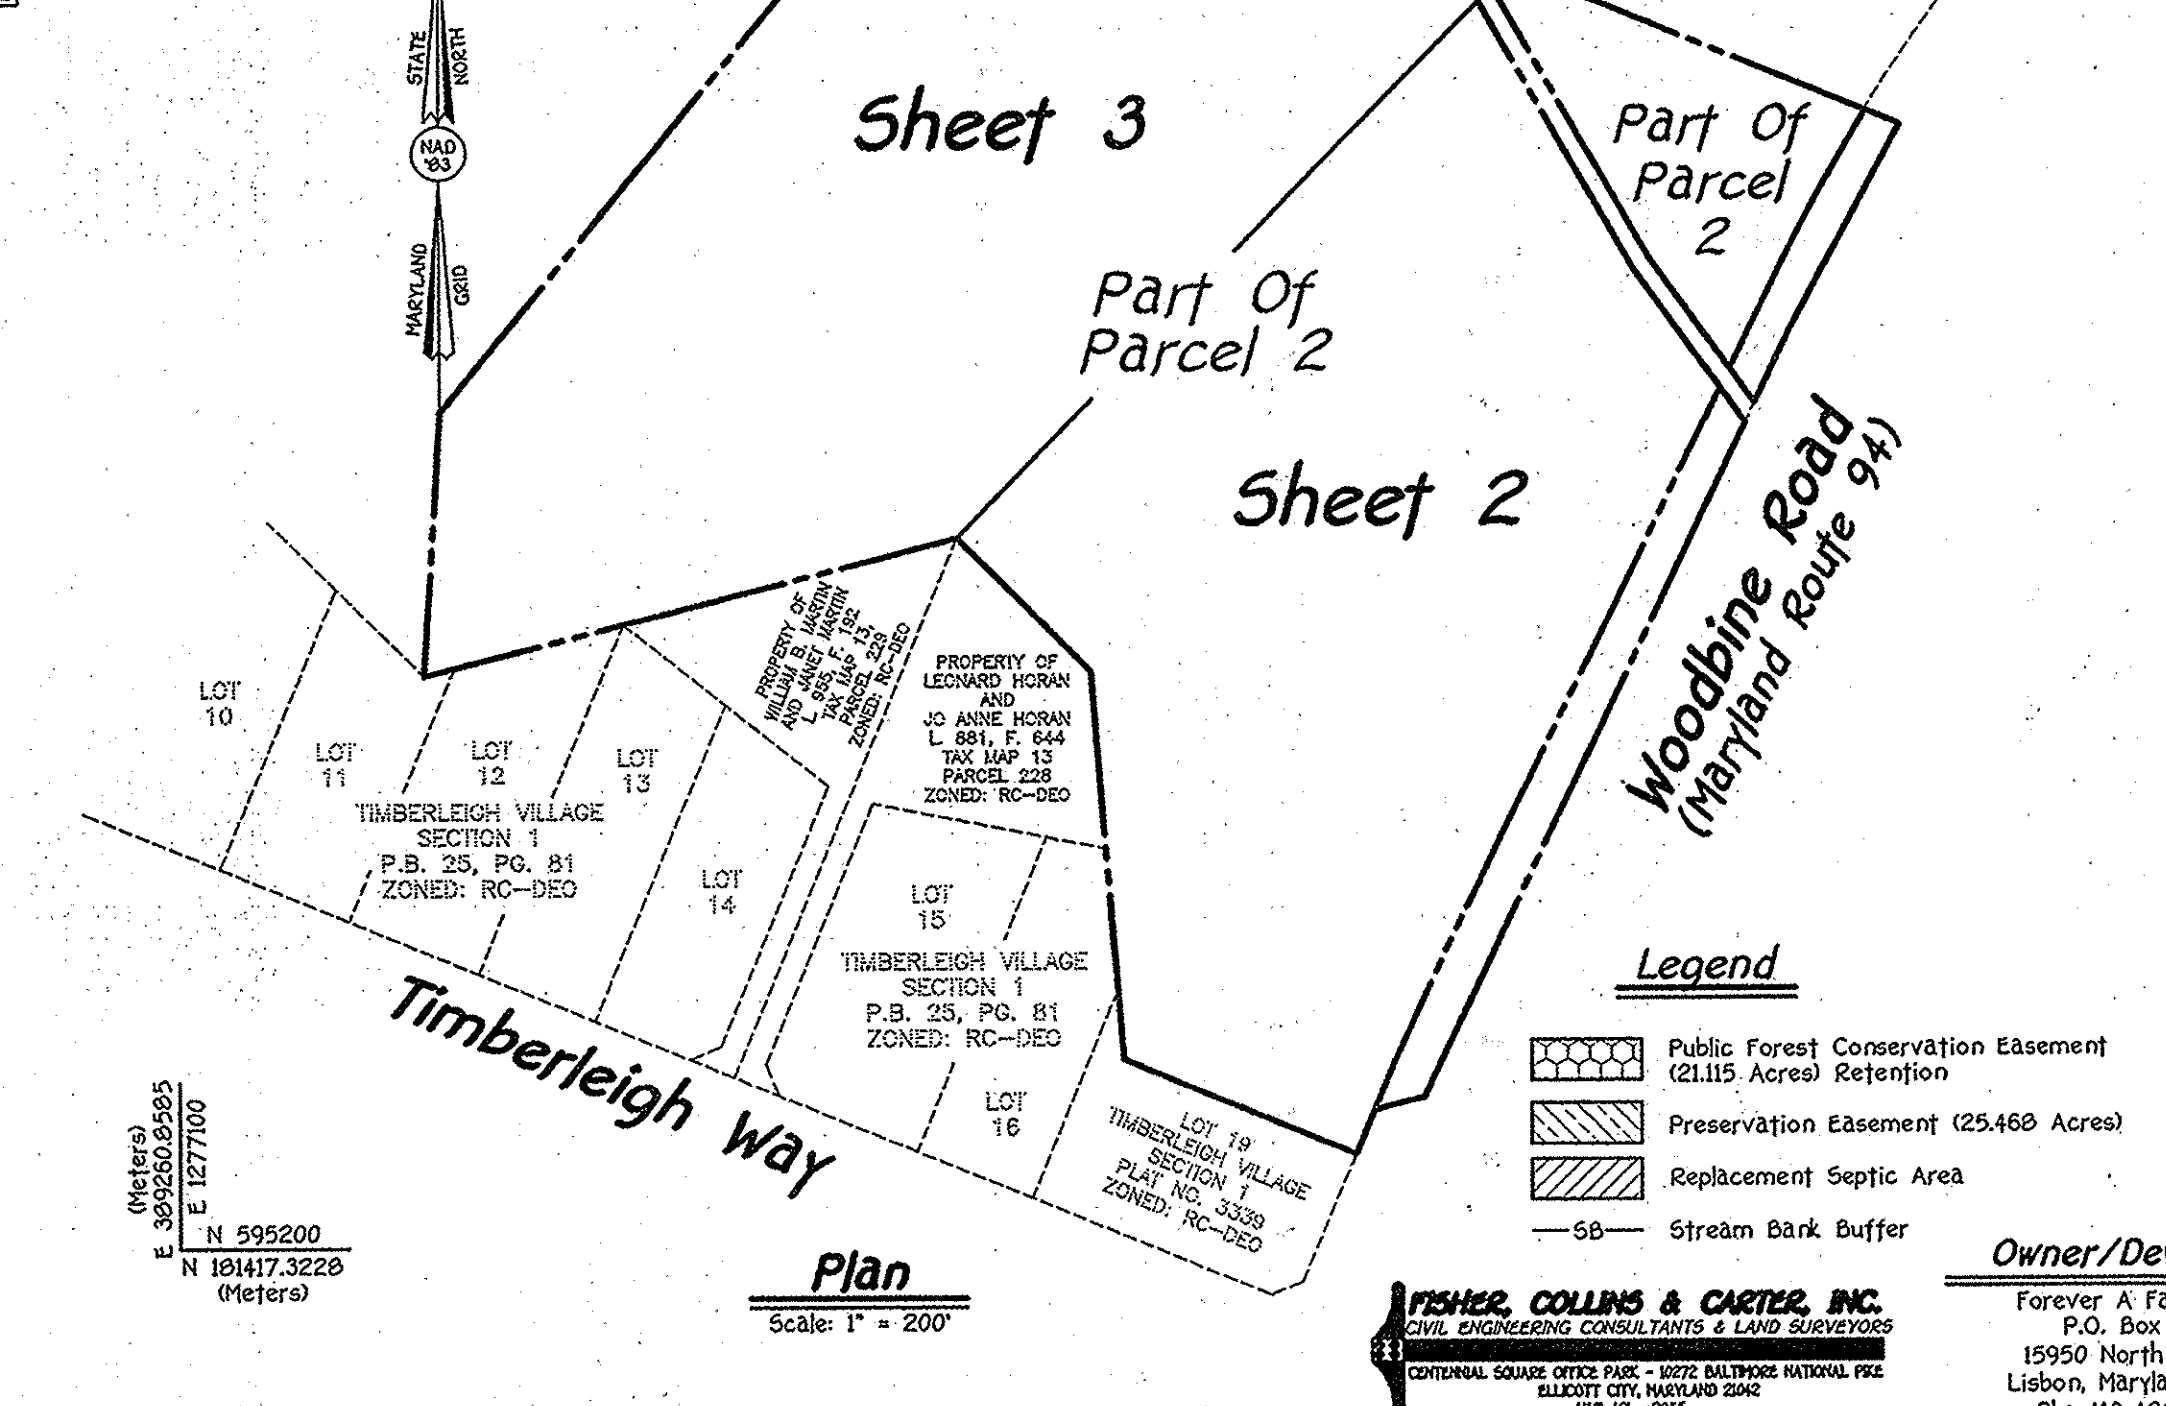 STATE
NORTH
NAD
'83
MARYLAND
GRID
Sheet 3
Part Of
Parcel
2
Part Of
Parcel 2
Sheet 2
Woodbine Road
(Maryland Route 94)
PROPERTY OF
WILLIAM B. MARTIN
AND JANET MARTIN
L. 955, F. 192
TAX MAP 13,
PARCEL 229
ZONED: RC-DEO
PROPERTY OF
LEONARD HORAN
AND
JO ANNE HORAN
L. 881, F. 644
TAX MAP 13
PARCEL 228
ZONED: RC-DEO
LOT
10
LOT
11
LOT
12
LOT
13
TIMBERLEIGH VILLAGE
SECTION 1
P.B. 25, PG. 81
ZONED: RC-DEO
LOT
14
LOT
15
TIMBERLEIGH VILLAGE
SECTION 1
P.B. 25, PG. 81
ZONED: RC-DEO
LOT
16
LOT 19
TIMBERLEIGH VILLAGE
SECTION 1
PLAT NO. 3339
ZONED: RC-DEO
Timberleigh Way
Legend
Public Forest Conservation Easement
(21.115 Acres) Retention
Preservation Easement (25.468 Acres)
Replacement Septic Area
SB Stream Bank Buffer
(Meters)
E 389260.8585
E 1277100
N 595200
N 181417.3228
(Meters)
Plan
Scale: 1" = 200'
FISHER, COLLINS & CARTER, INC.
CIVIL ENGINEERING CONSULTANTS & LAND SURVEYORS
CENTENNIAL SQUARE OFFICE PARK - 10272 BALTIMORE NATIONAL PIKE
ELLICOTT CITY, MARYLAND 21042
Owner/De
Forever A Fa
P.O. Box
15950 North
Lisbon, Maryla